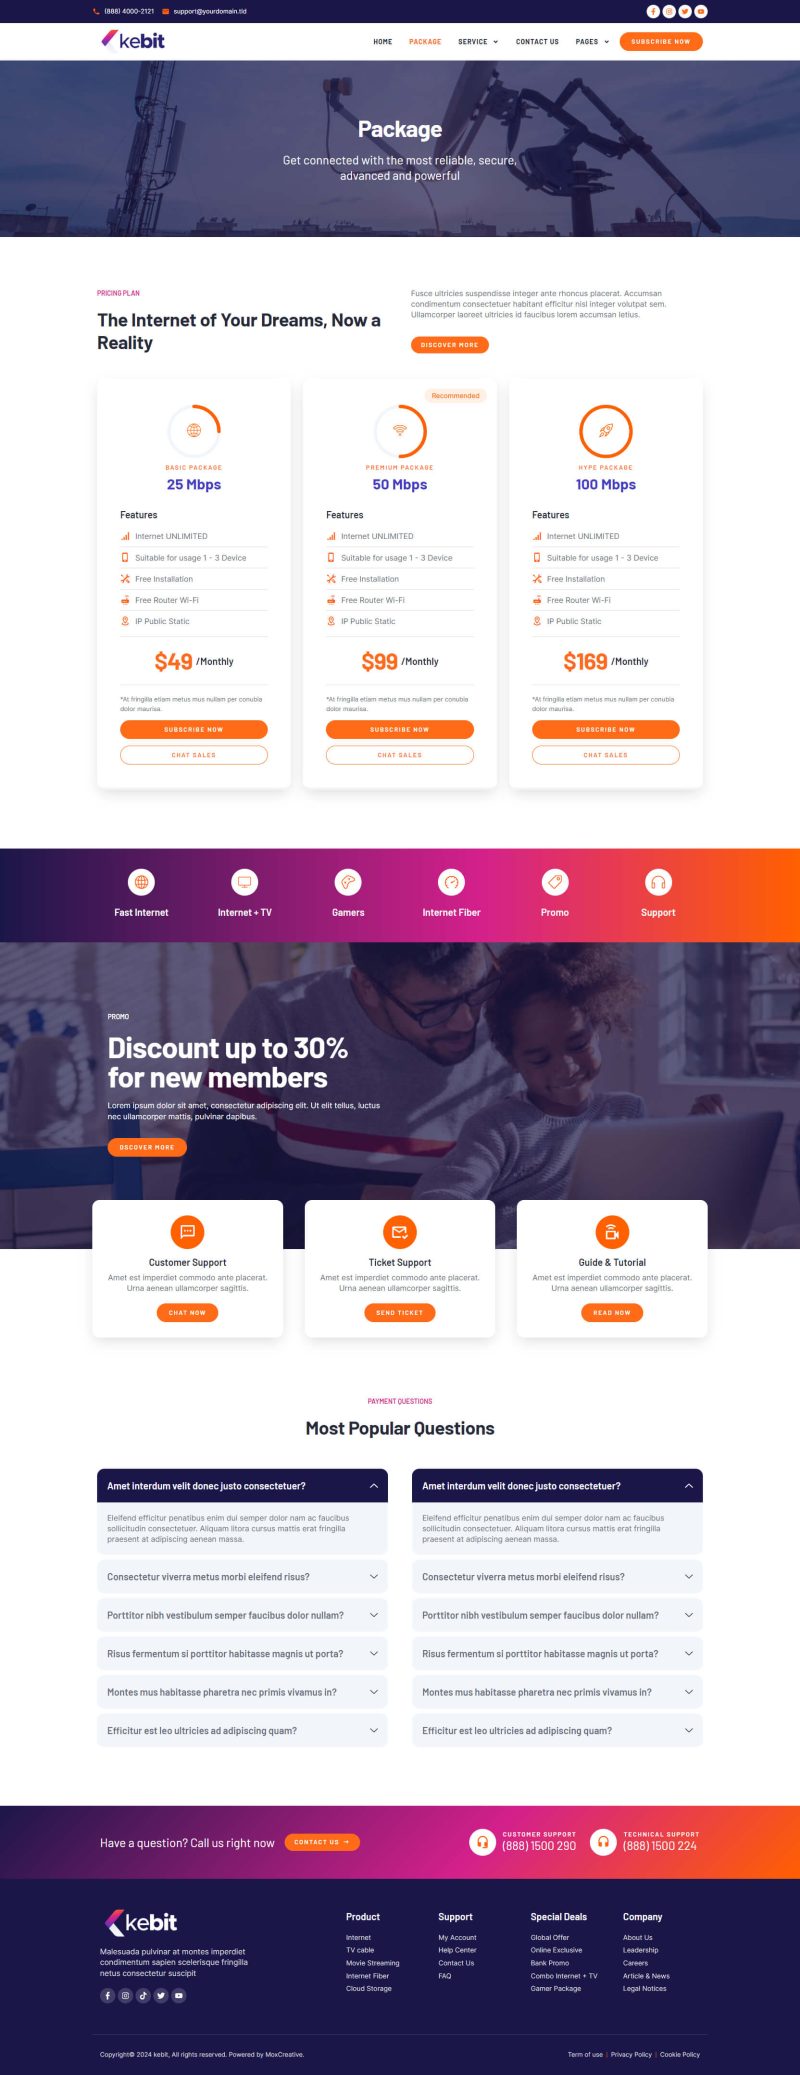 (888) 4000-2121 support@yourdomain.tld
kebit
HOME PACKAGE SERVICE CONTACT US PAGES SUBSCRIBE NOW
Package
Get connected with the most reliable, secure,
advanced and powerful
PRICING PLAN
The Internet of Your Dreams, Now a
Reality
Fusce ultricies suspendisse integer ante rhoncus placerat. Accumsan
condimentum consectetuer habitant efficitur nisl integer volutpat sem.
Ullamcorper laoreet ultricies id faucibus lorem accumsan letius.
DISCOVER MORE
BASIC PACKAGE
25 Mbps
Features
Internet UNLIMITED
Suitable for usage 1 - 3 Device
Free Installation
Free Router Wi-Fi
IP Public Static
$49 /Monthly
*At fringilla etiam metus mus nullam per conubia
dolor maurisa.
SUBSCRIBE NOW
CHAT SALES
Recommended
PREMIUM PACKAGE
50 Mbps
Features
Internet UNLIMITED
Suitable for usage 1 - 3 Device
Free Installation
Free Router Wi-Fi
IP Public Static
$99 /Monthly
*At fringilla etiam metus mus nullam per conubia
dolor maurisa.
SUBSCRIBE NOW
CHAT SALES
HYPE PACKAGE
100 Mbps
Features
Internet UNLIMITED
Suitable for usage 1 - 3 Device
Free Installation
Free Router Wi-Fi
IP Public Static
$169 /Monthly
*At fringilla etiam metus mus nullam per conubia
dolor maurisa.
SUBSCRIBE NOW
CHAT SALES
Fast Internet
Internet + TV
Gamers
Internet Fiber
Promo
Support
PROMO
Discount up to 30%
for new members
Lorem ipsum dolor sit amet, consectetur adipiscing elit. Ut elit tellus, luctus
nec ullamcorper mattis, pulvinar dapibus.
DSCOVER MORE
Customer Support
Amet est imperdiet commodo ante placerat.
Urna aenean ullamcorper sagittis.
CHAT NOW
Ticket Support
Amet est imperdiet commodo ante placerat.
Urna aenean ullamcorper sagittis.
SEND TICKET
Guide & Tutorial
Amet est imperdiet commodo ante placerat.
Urna aenean ullamcorper sagittis.
READ NOW
PAYMENT QUESTIONS
Most Popular Questions
Amet interdum velit donec justo consectetuer?
Eleifend efficitur penatibus enim dui semper dolor nam ac faucibus
sollicitudin consectetuer. Aliquam litora cursus mattis erat fringilla
praesent at adipiscing aenean massa.
Consectetur viverra metus morbi eleifend risus?
Porttitor nibh vestibulum semper faucibus dolor nullam?
Risus fermentum si porttitor habitasse magnis ut porta?
Montes mus habitasse pharetra nec primis vivamus in?
Efficitur est leo ultricies ad adipiscing quam?
Amet interdum velit donec justo consectetuer?
Eleifend efficitur penatibus enim dui semper dolor nam ac faucibus
sollicitudin consectetuer. Aliquam litora cursus mattis erat fringilla
praesent at adipiscing aenean massa.
Consectetur viverra metus morbi eleifend risus?
Porttitor nibh vestibulum semper faucibus dolor nullam?
Risus fermentum si porttitor habitasse magnis ut porta?
Montes mus habitasse pharetra nec primis vivamus in?
Efficitur est leo ultricies ad adipiscing quam?
Have a question? Call us right now
CONTACT US
CUSTOMER SUPPORT
(888) 1500 290
TECHNICAL SUPPORT
(888) 1500 224
kebit
Malesuada pulvinar at montes imperdiet
condimentum sapien scelerisque fringilla
netus consectetur suscipit
Product
Internet
TV cable
Movie Streaming
Internet Fiber
Cloud Storage
Support
My Account
Help Center
Contact Us
FAQ
Special Deals
Global Offer
Online Exclusive
Bank Promo
Combo Internet + TV
Gamer Package
Company
About Us
Leadership
Careers
Article & News
Legal Notices
Copyright© 2024 kebit, All rights reserved. Powered by MoxCreative.
Term of use | Privacy Policy | Cookie Policy